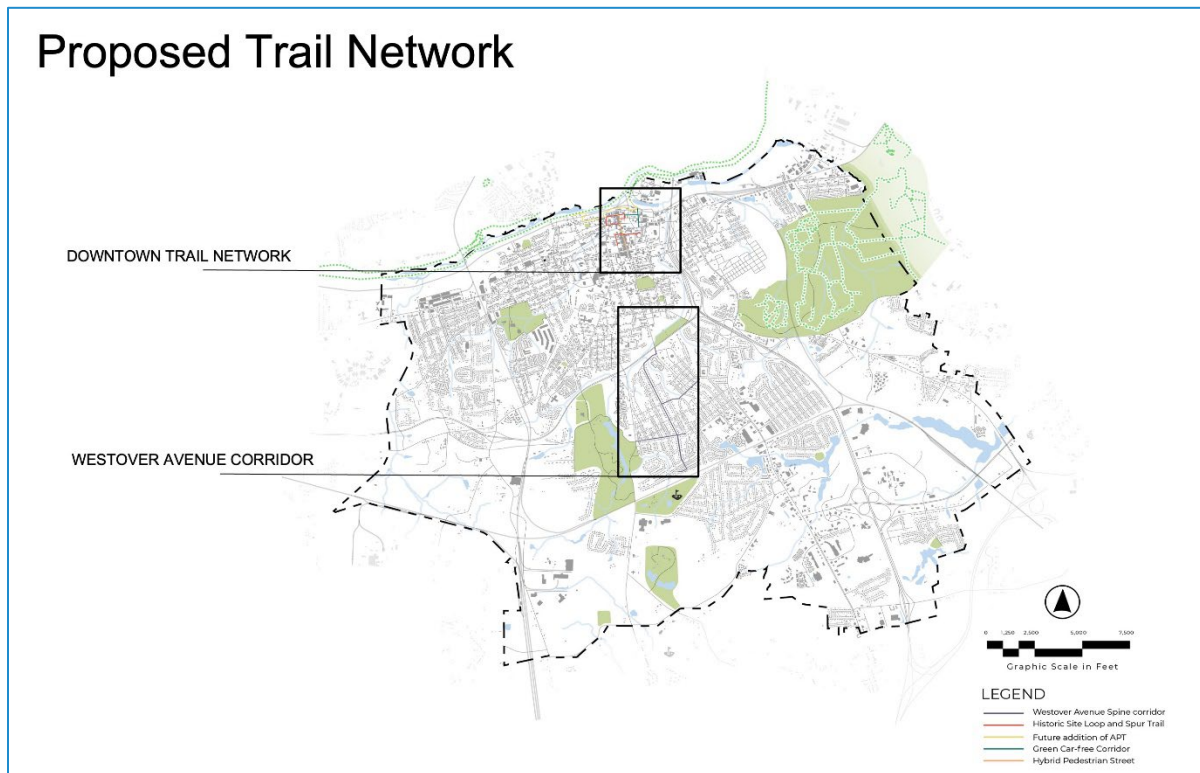 Proposed Trail Network
DOWNTOWN TRAIL NETWORK
WESTOVER AVENUE CORRIDOR
0 1,250 2,500 5,000 7,500
Graphic Scale in Feet
LEGEND
Westover Avenue Spine corridor
Historic Site Loop and Spur Trail
Future addition of APT
Green Car-free Corridor
Hybrid Pedestrian Street